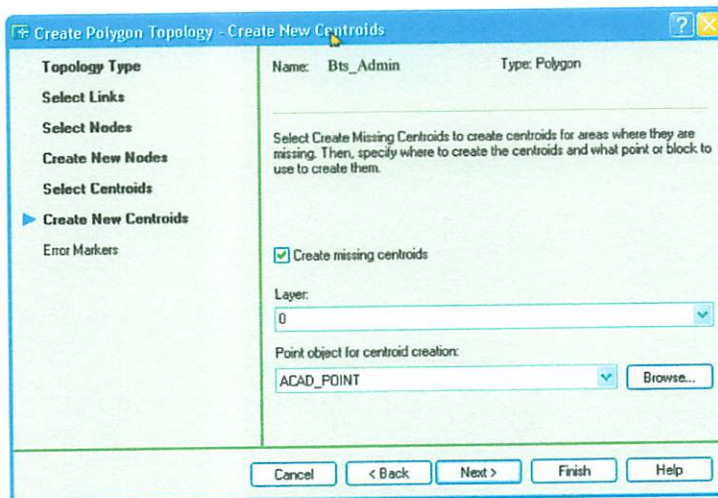 Create Polygon Topology - Create New Centroids
Topology Type
Select Links
Select Nodes
Create New Nodes
Select Centroids
Create New Centroids
Error Markers
Name: Bts_Admin Type: Polygon
Select Create Missing Centroids to create centroids for areas where they are
missing. Then, specify where to create the centroids and what point or block to
use to create them.
Create missing centroids
Layer:
0
Point object for centroid creation:
ACAD_POINT
Browse...
Cancel
< Back
Next >
Finish
Help